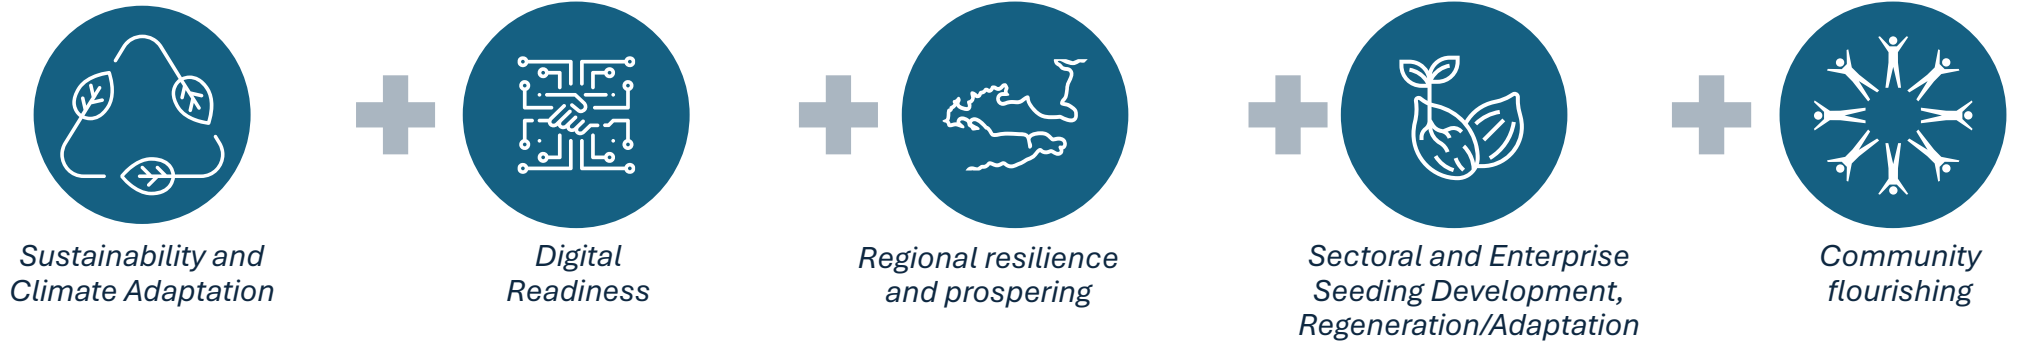 Sustainability and
Climate Adaptation
Digital
Readiness
Regional resilience
and prospering
Sectoral and Enterprise
Seeding Development,
Regeneration/Adaptation
Community
flourishing